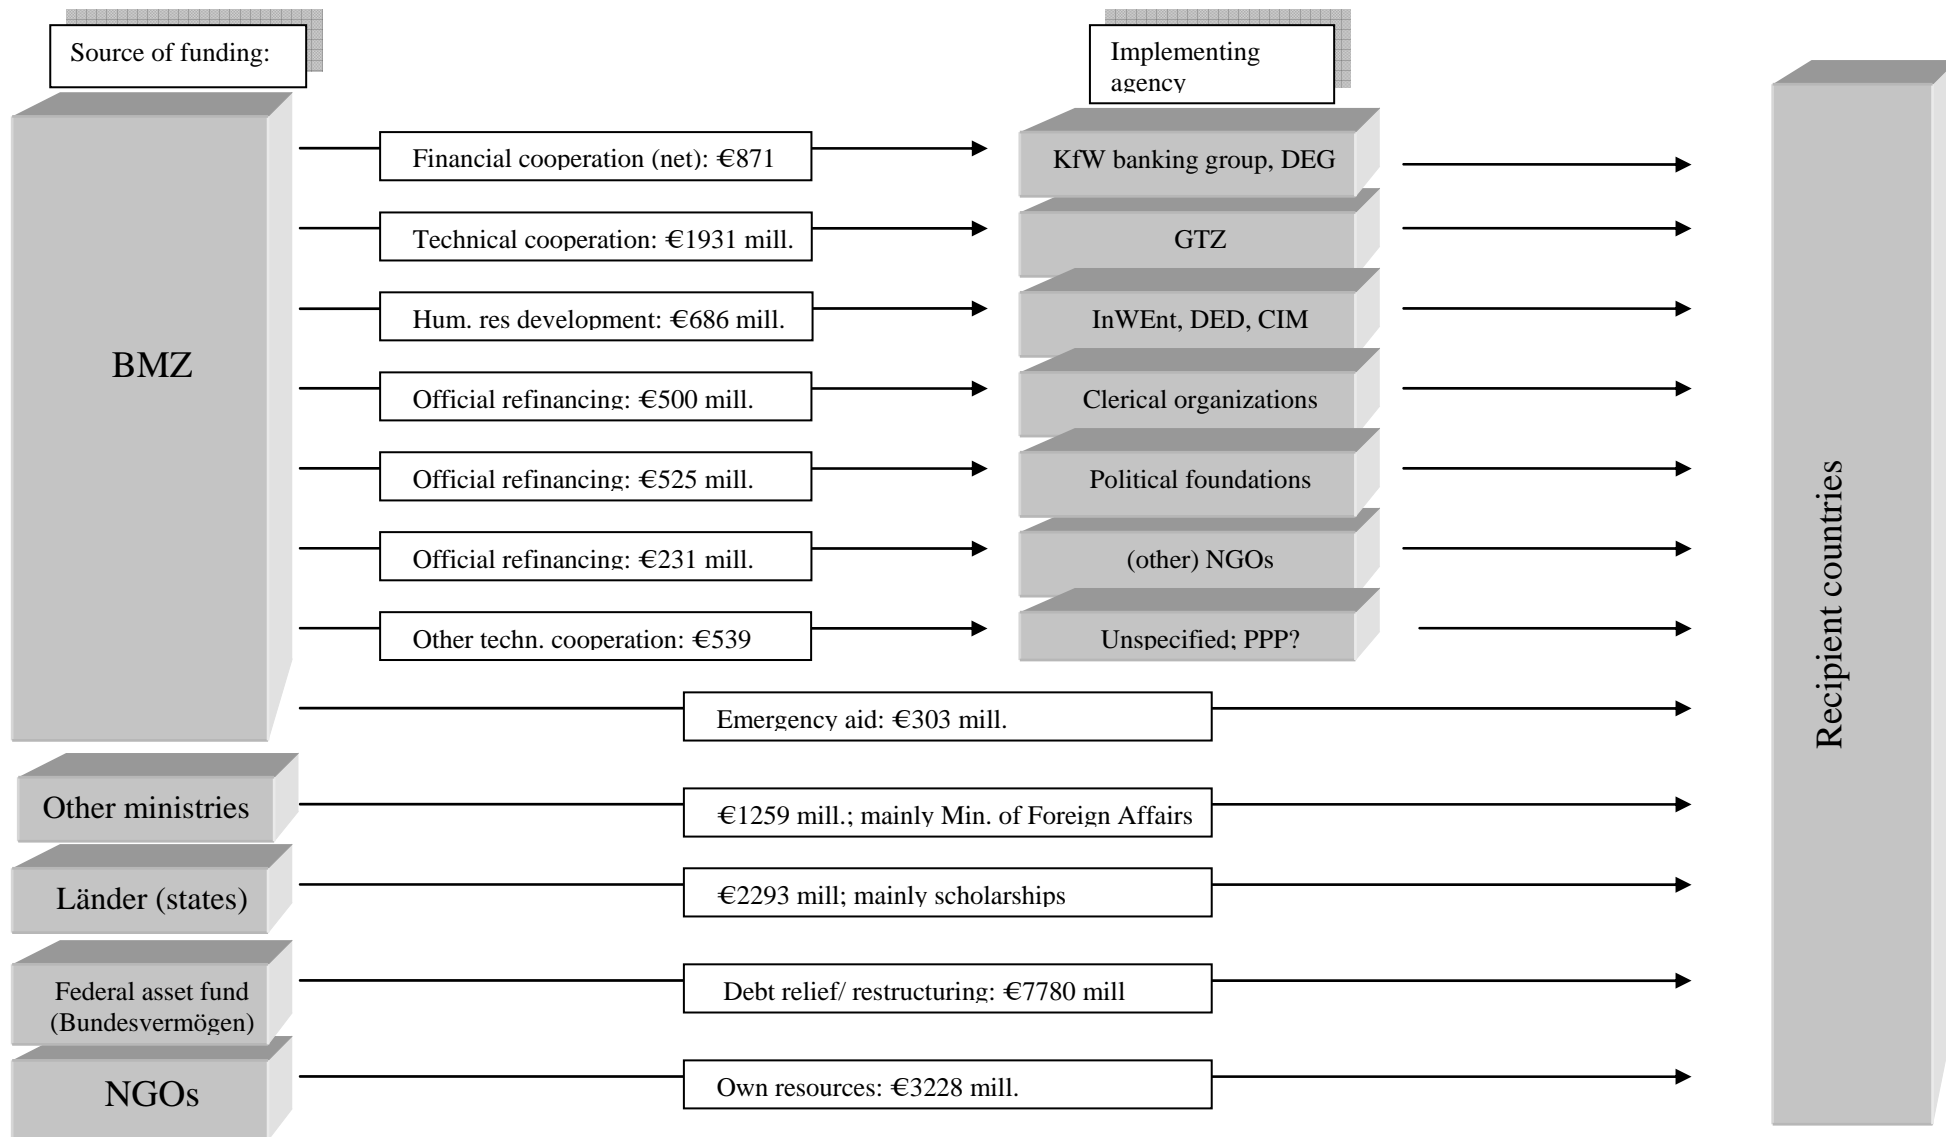 Source of funding:
Implementing
agency
BMZ
Financial cooperation (net): €871
KfW banking group, DEG
Technical cooperation: €1931 mill.
GTZ
Hum. res development: €686 mill.
InWEnt, DED, CIM
Official refinancing: €500 mill.
Clerical organizations
Official refinancing: €525 mill.
Political foundations
Official refinancing: €231 mill.
(other) NGOs
Other techn. cooperation: €539
Unspecified; PPP?
Emergency aid: €303 mill.
Other ministries
€1259 mill.; mainly Min. of Foreign Affairs
Länder (states)
€2293 mill; mainly scholarships
Federal asset fund
(Bundesvermögen)
Debt relief/ restructuring: €7780 mill
NGOs
Own resources: €3228 mill.
Recipient countries